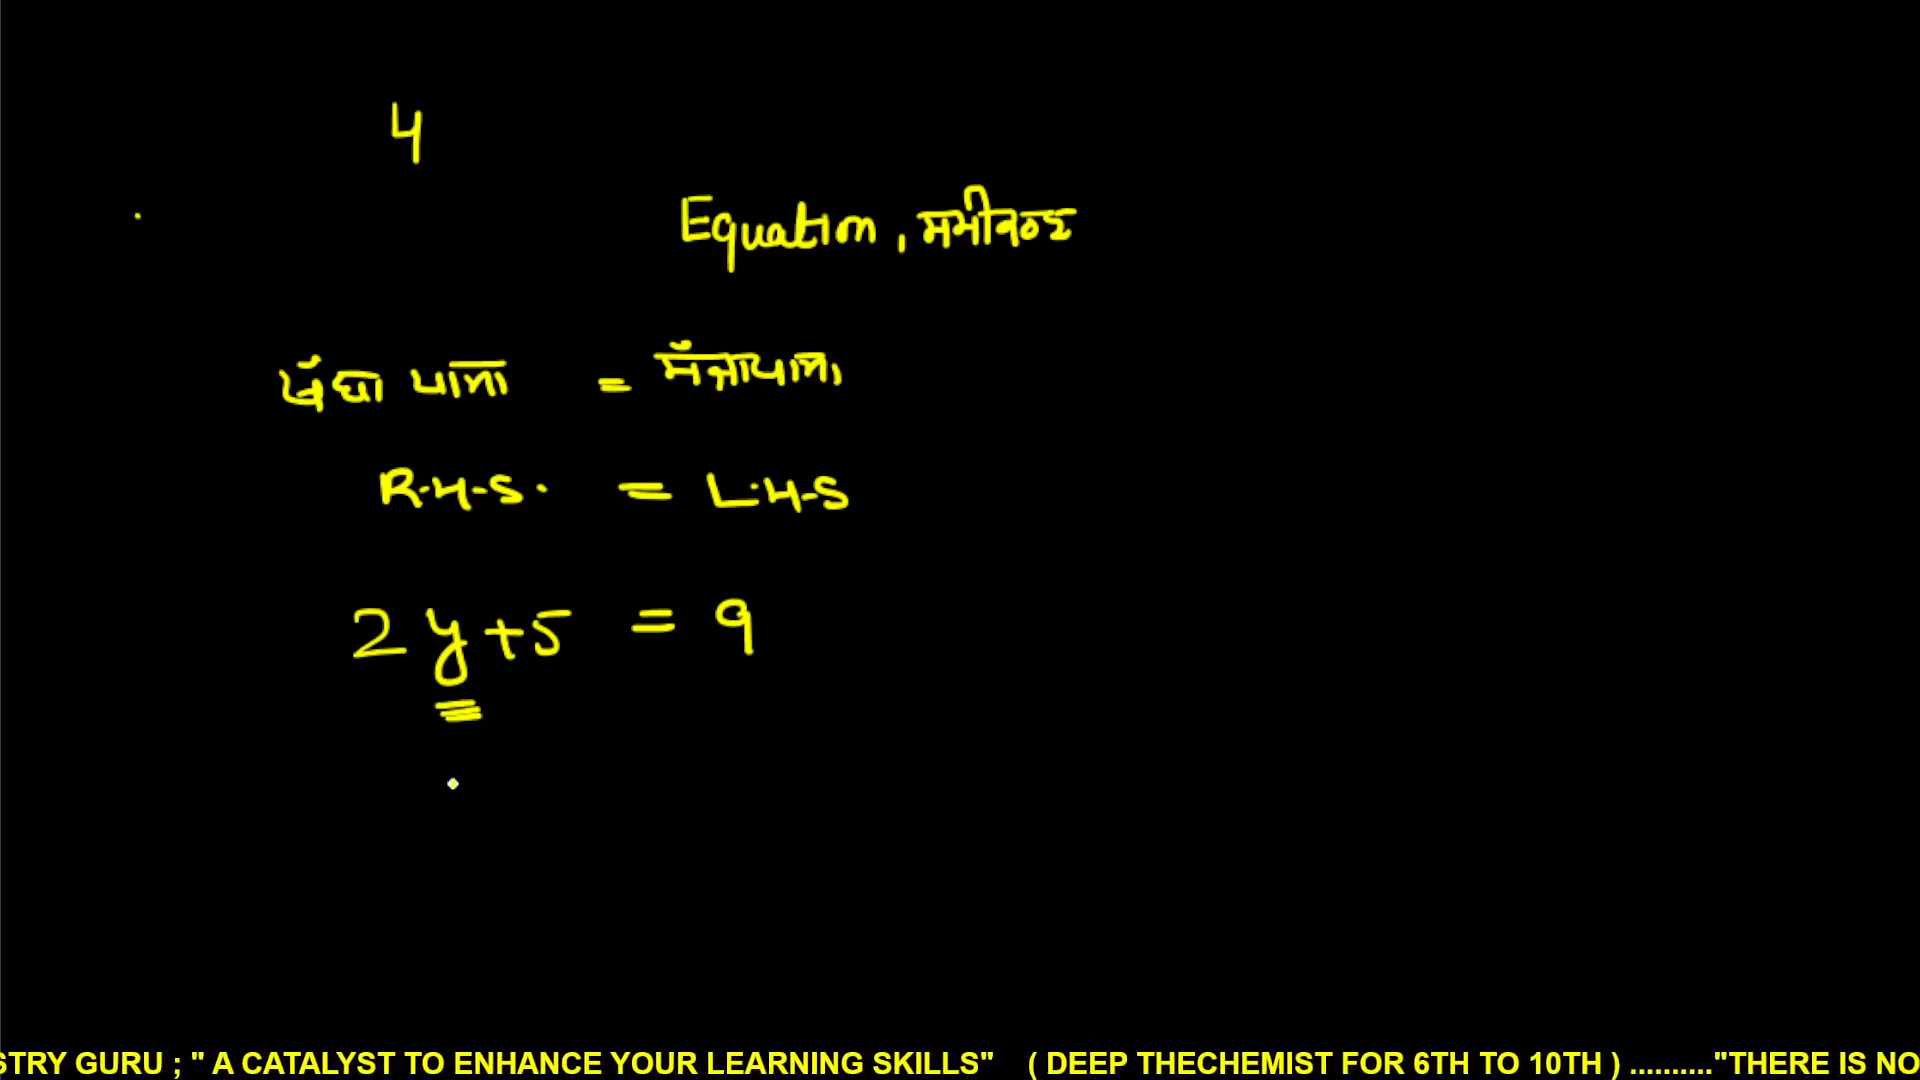 4
Equation, ਸਮੀਕਰਣ
ਖੱਬਾ ਪਾਸਾ = ਸੱਜਾ ਪਾਸਾ
R.H.S. = L.H.S
2y+5 = 9
STRY GURU ; " A CATALYST TO ENHANCE YOUR LEARNING SKILLS" ( DEEP THECHEMIST FOR 6TH TO 10TH ) .........."THERE IS NO